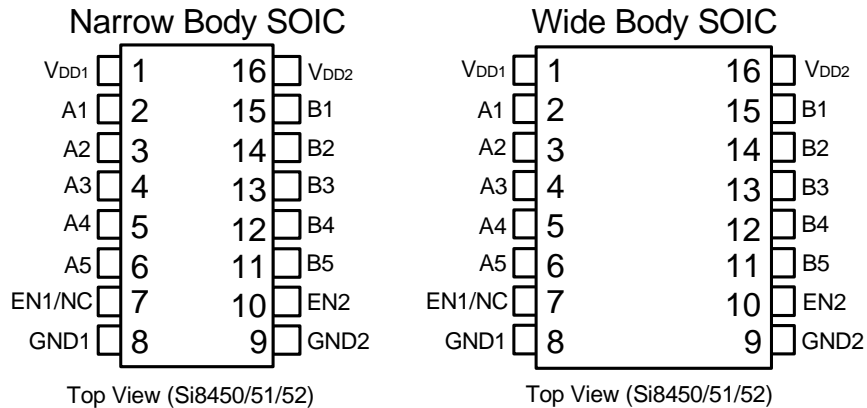 Narrow Body SOIC
VDD1 1 16 VDD2
A1 2 15 B1
A2 3 14 B2
A3 4 13 B3
A4 5 12 B4
A5 6 11 B5
EN1/NC 7 10 EN2
GND1 8 9 GND2
Top View (Si8450/51/52)
Wide Body SOIC
VDD1 1 16 VDD2
A1 2 15 B1
A2 3 14 B2
A3 4 13 B3
A4 5 12 B4
A5 6 11 B5
EN1/NC 7 10 EN2
GND1 8 9 GND2
Top View (Si8450/51/52)